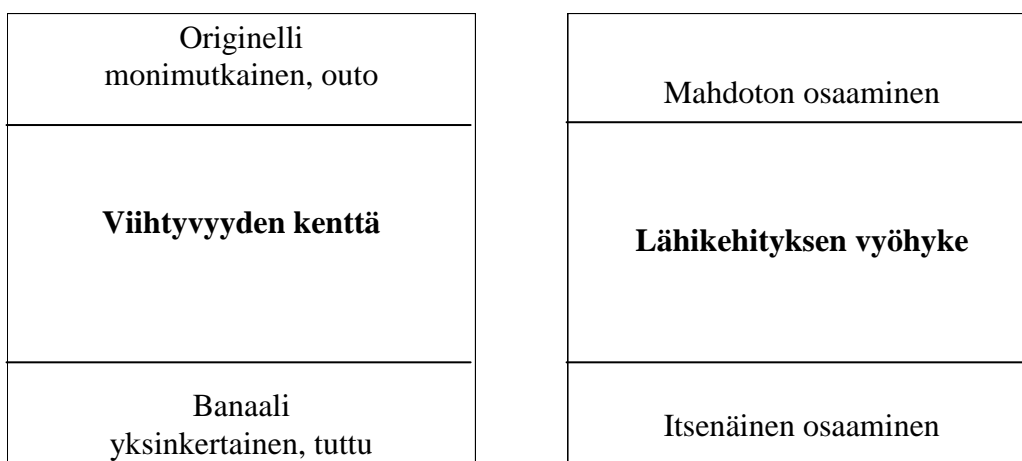 Originelli
monimutkainen, outo
Viihtyvyyden kenttä
Banaali
yksinkertainen, tuttu
Mahdoton osaaminen
Lähikehityksen vyöhyke
Itsenäinen osaaminen